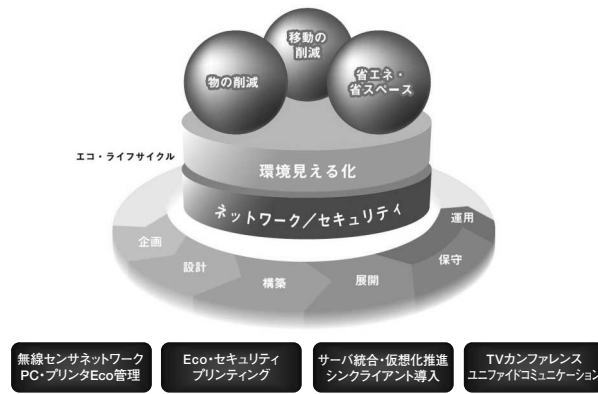 移動の
削減
物の削減
省エネ・
省スペース
エコ・ライフサイクル
環境見える化
ネットワーク／セキュリティ
企画
設計
構築
展開
保守
運用
無線センサネットワーク
PC・プリンタEco管理
Eco・セキュリティ
プリンティング
サーバ統合・仮想化推進
シンクライアント導入
TVカンファレンス
ユニファイドコミュニケーション